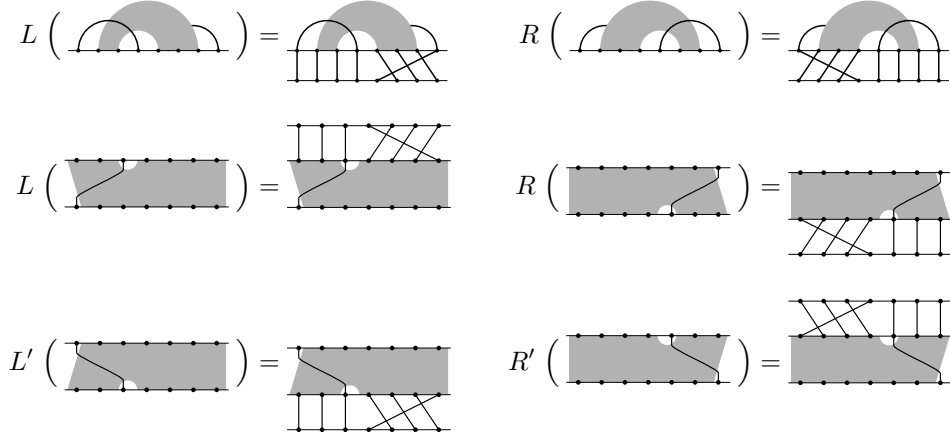 L ( ) = R ( ) =
L ( ) = R ( ) =
L′ ( ) = R′ ( ) =